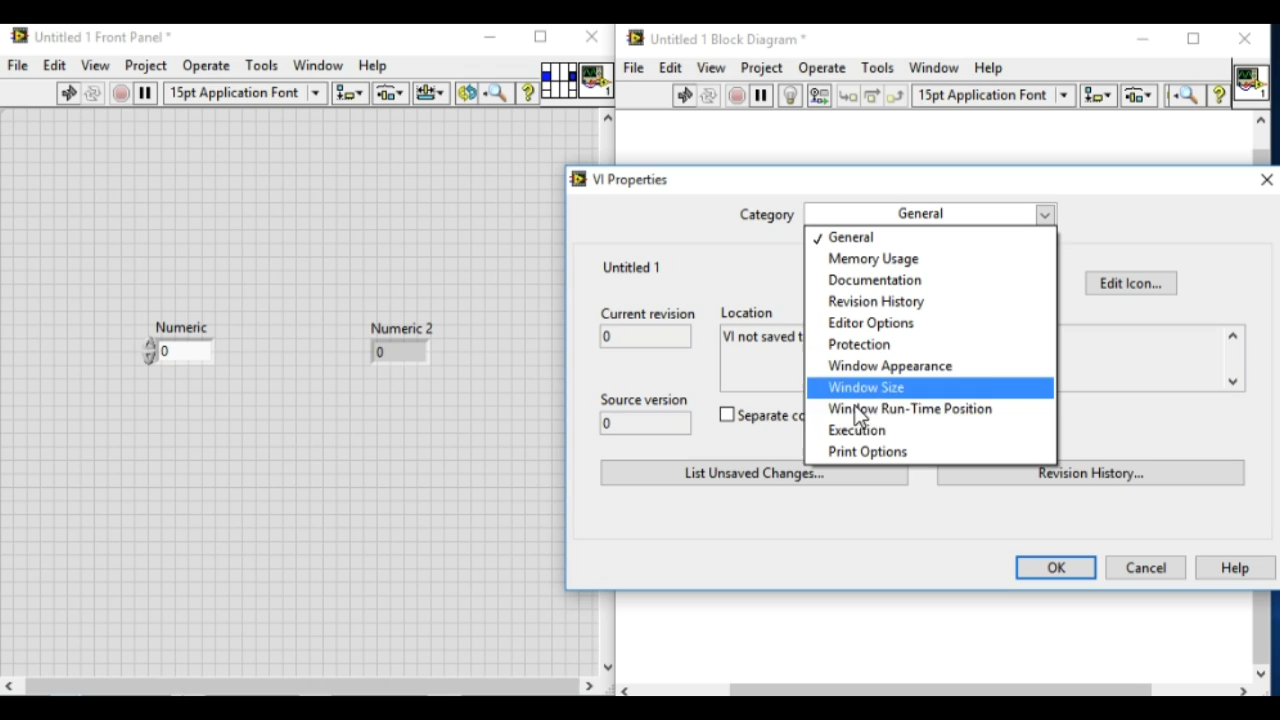 Untitled 1 Front Panel *
File Edit View Project Operate Tools Window Help
15pt Application Font
1
Numeric
0
Numeric 2
0
Untitled 1 Block Diagram *
File Edit View Project Operate Tools Window Help
15pt Application Font
1
VI Properties
Category
General
General
Memory Usage
Documentation
Revision History
Editor Options
Protection
Window Appearance
Window Size
Window Run-Time Position
Execution
Print Options
Untitled 1
Edit Icon...
Current revision
0
Location
VI not saved t
Source version
0
Separate co
List Unsaved Changes...
Revision History...
OK
Cancel
Help